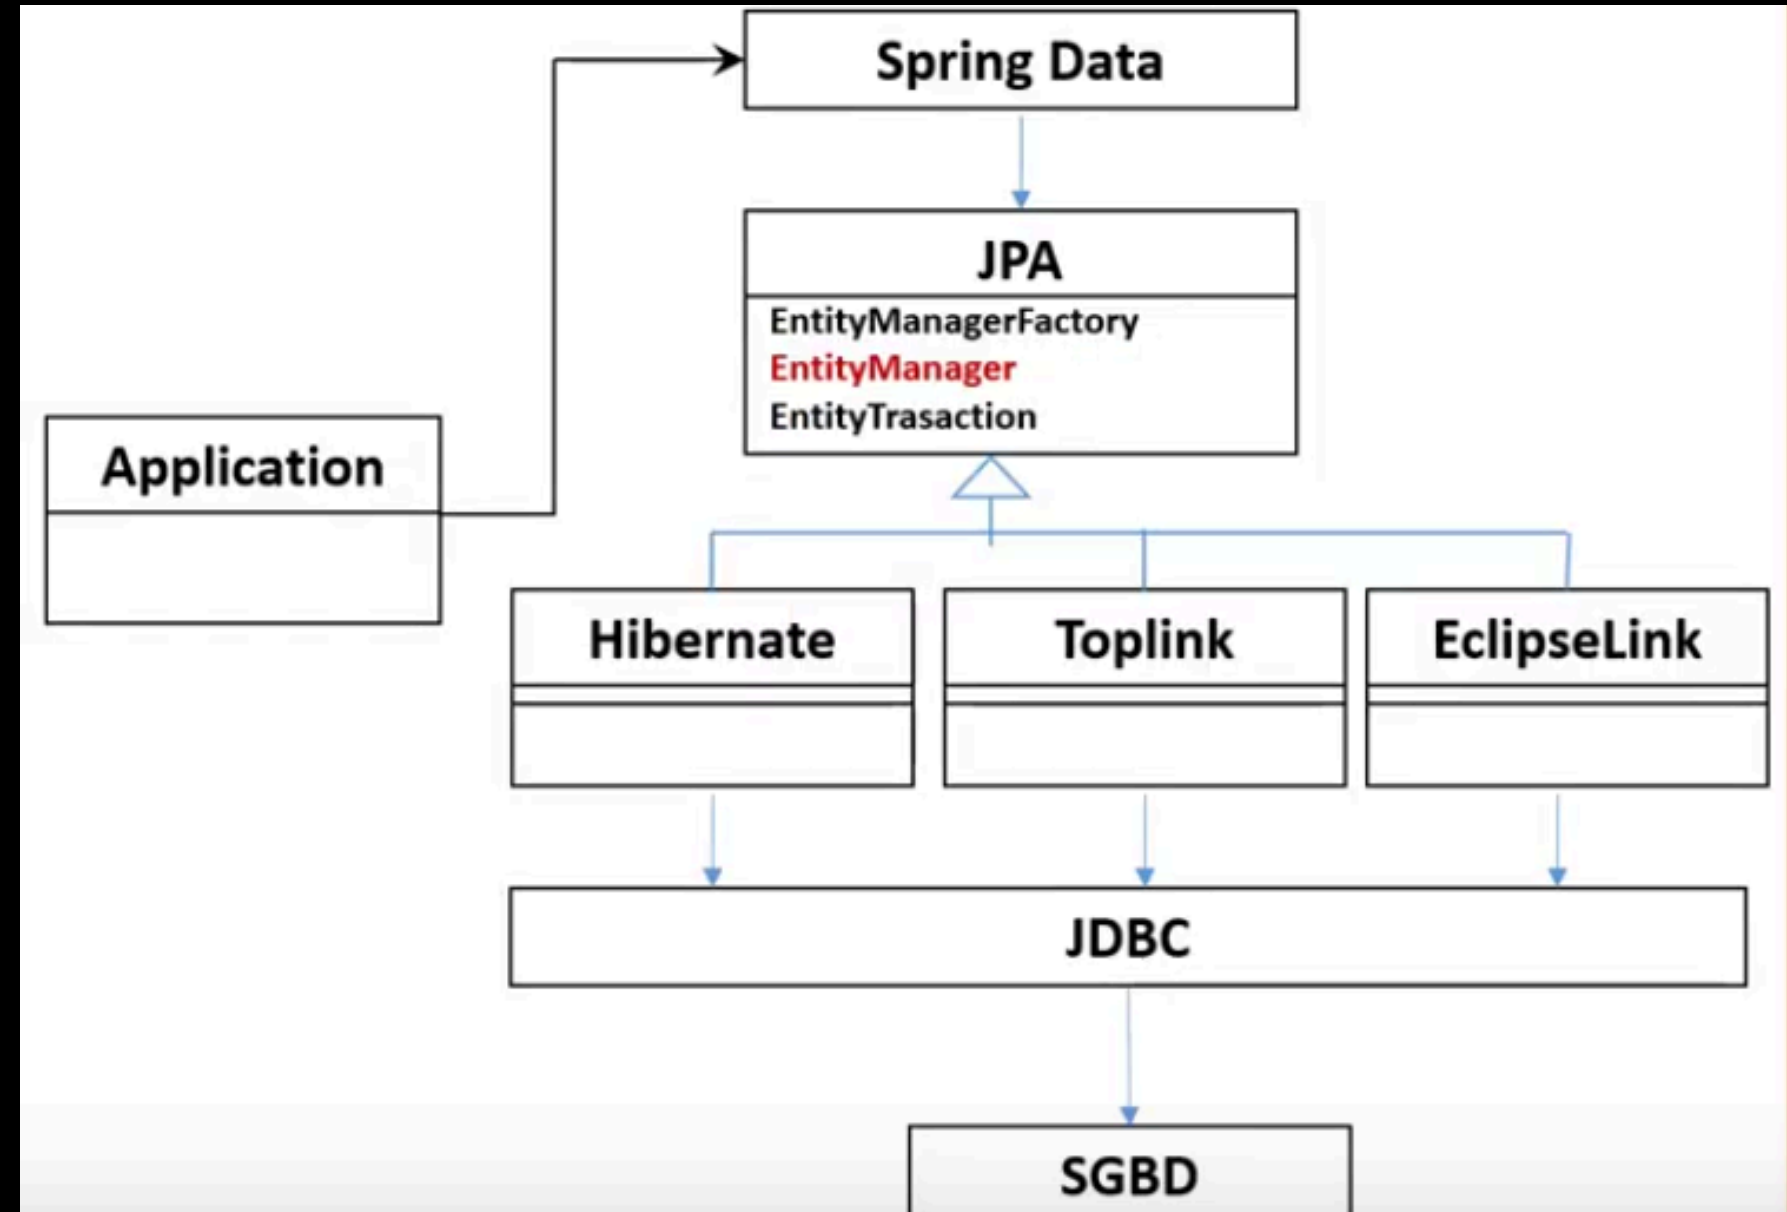 Spring Data
JPA
EntityManagerFactory
EntityManager
EntityTrasaction
Application
Hibernate
Toplink
EclipseLink
JDBC
SGBD